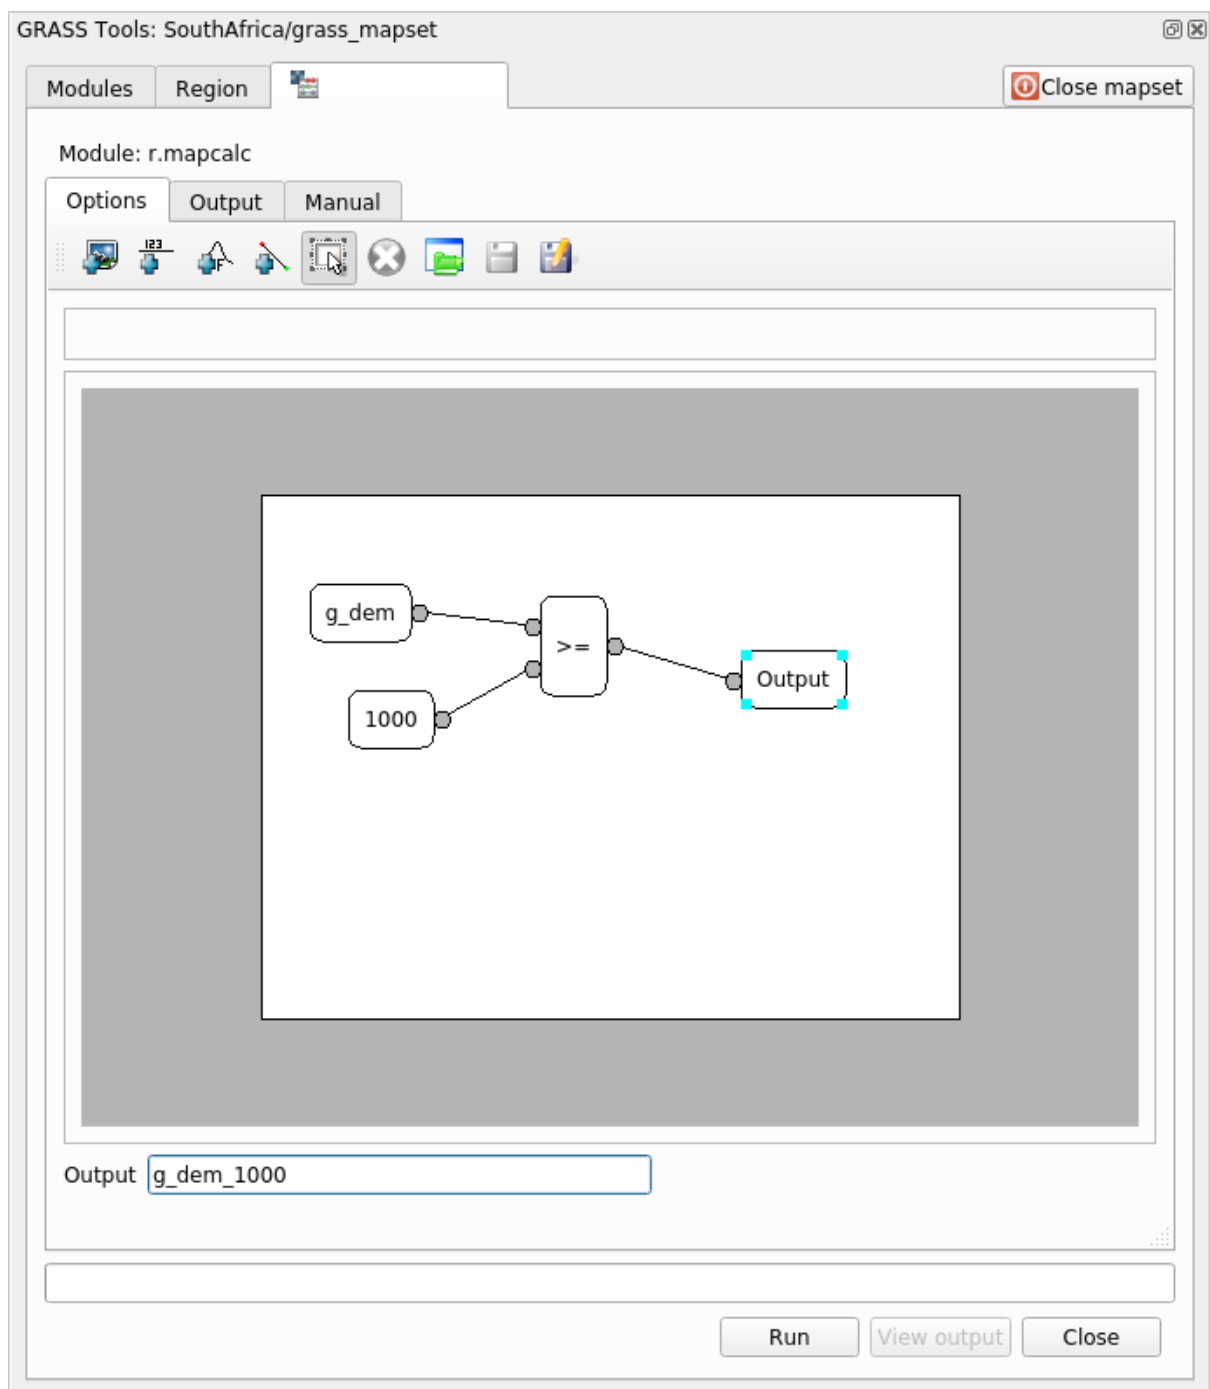 GRASS Tools: SouthAfrica/grass_mapset
Modules Region Close mapset
Module: r.mapcalc
Options Output Manual
123
F
g_dem
>=
Output
1000
Output g_dem_1000
Run View output Close